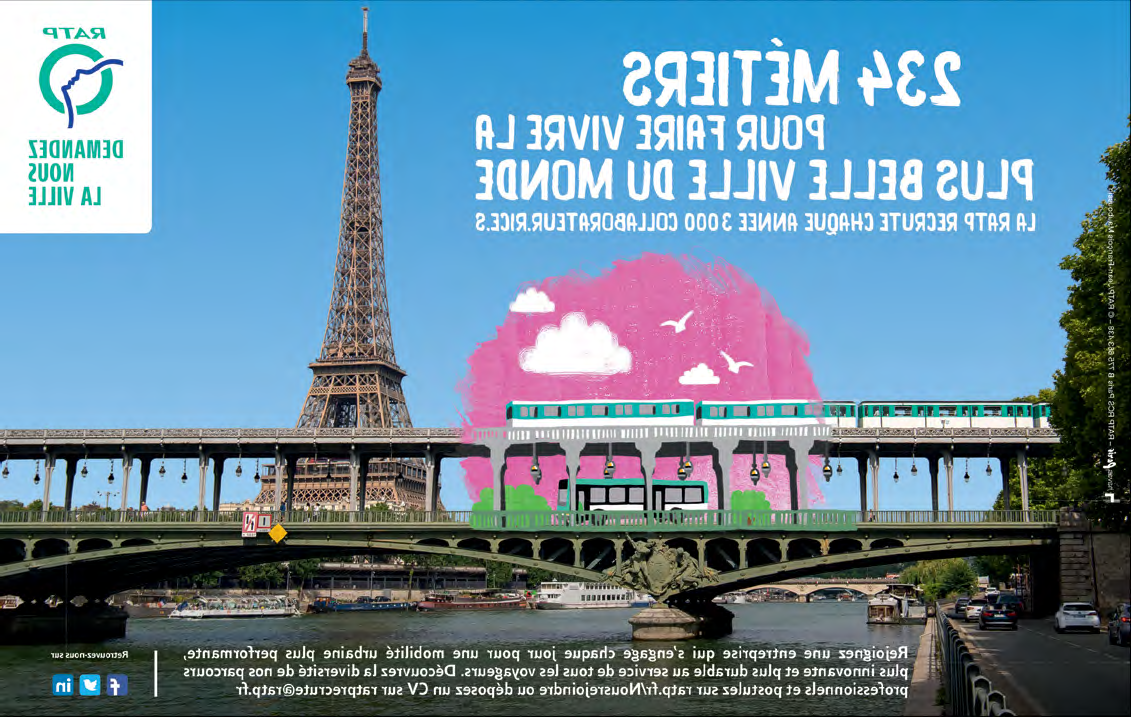 RATP
DEMANDEZ
NOUS
LA VILLE
234 MÉTIERS
POUR FAIRE VIVRE LA
PLUS BELLE VILLE DU MONDE
LA RATP RECRUTE CHAQUE ANNEE 3 000 COLLABORATEUR.RICE.S
Rejoignez une entreprise qui s'engage chaque jour pour une mobilité urbaine plus performante,
plus innovante et plus durable au service de tous les voyageurs. Découvrez la diversité de nos parcours
professionnels et postulez sur ratp.fr/Nousrejoindre ou déposez un CV sur ratprecrute@ratp.fr
Retrouvez-nous sur
f
in